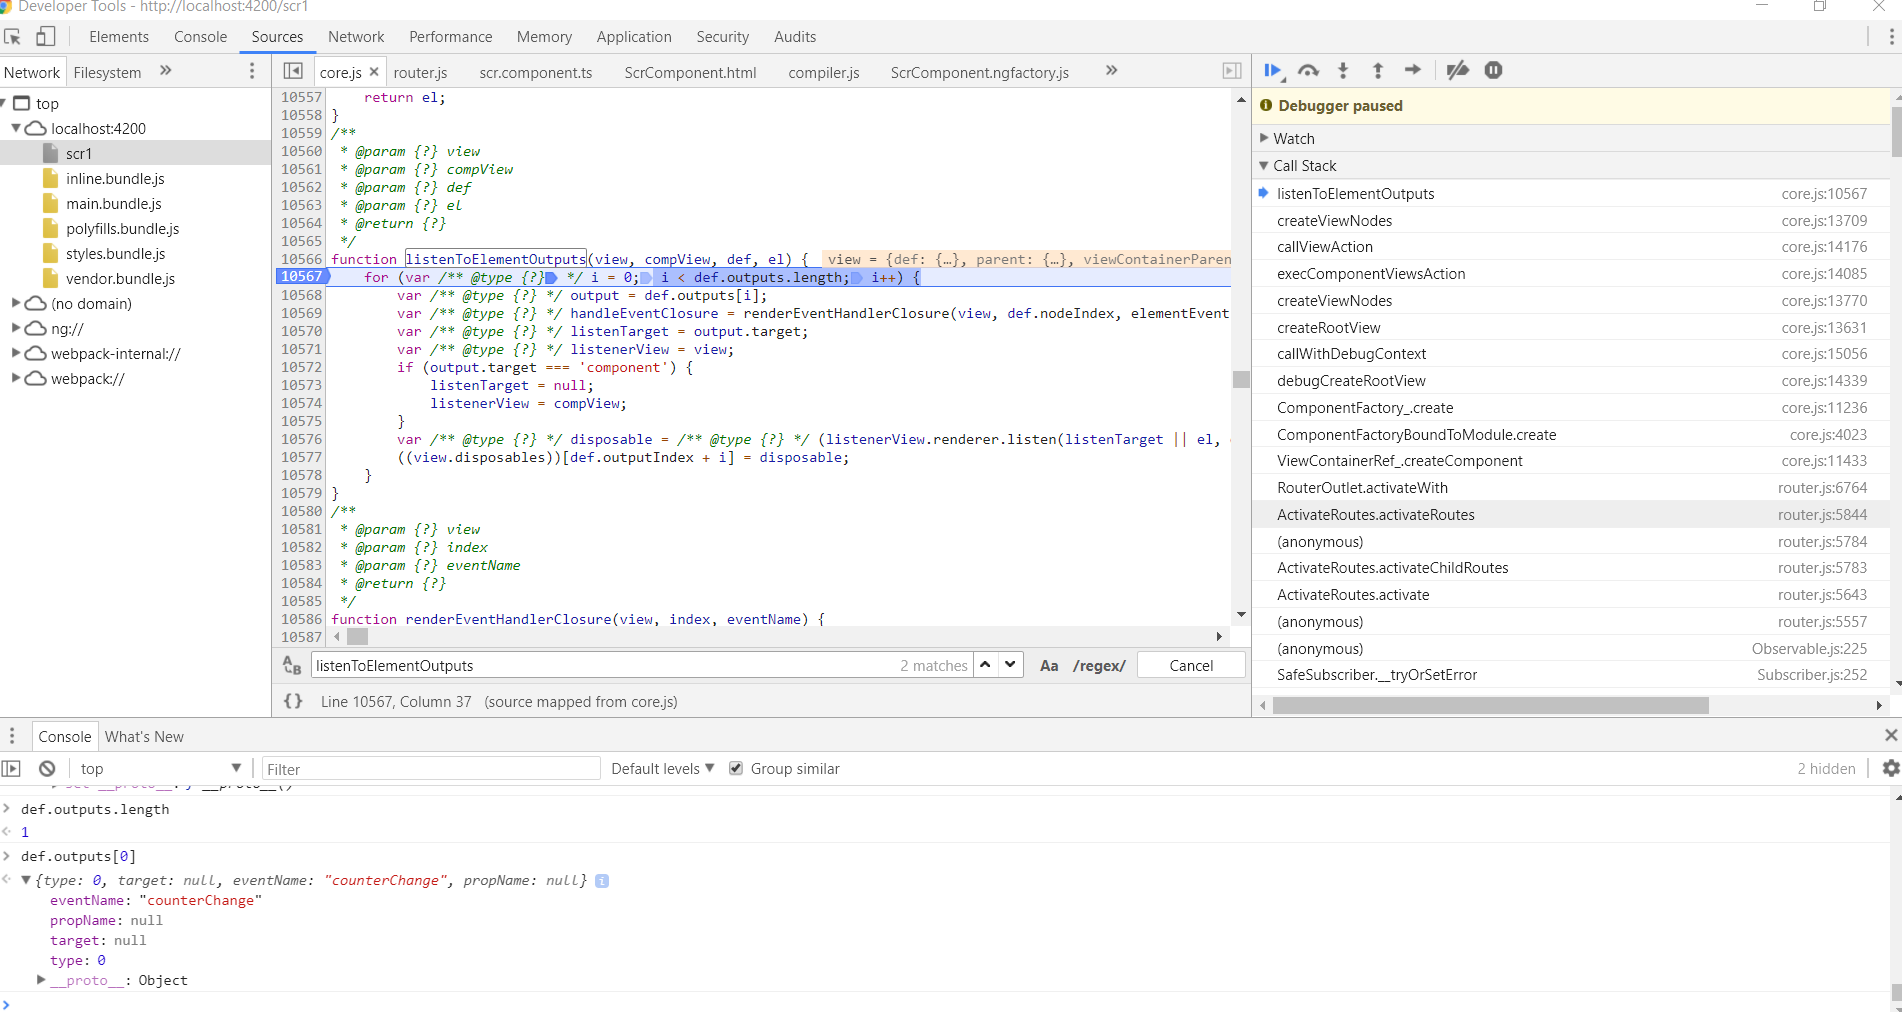 Developer Tools - http://localhost:4200/scr1
Elements Console Sources Network Performance Memory Application Security Audits
Network Filesystem »
core.js × router.js scr.component.ts ScrComponent.html compiler.js ScrComponent.ngfactory.js »
top
localhost:4200
scr1
inline.bundle.js
main.bundle.js
polyfills.bundle.js
styles.bundle.js
vendor.bundle.js
(no domain)
ng://
webpack-internal://
webpack://
10557 return el;
10558 }
10559 /**
10560 * @param {?} view
10561 * @param {?} compView
10562 * @param {?} def
10563 * @param {?} el
10564 * @return {?}
10565 */
10566 function listenToElementOutputs(view, compView, def, el) { view = {def: {…}, parent: {…}, viewContainerParen
10567 for (var /** @type {?} */ i = 0; i < def.outputs.length; i++) {
10568 var /** @type {?} */ output = def.outputs[i];
10569 var /** @type {?} */ handleEventClosure = renderEventHandlerClosure(view, def.nodeIndex, elementEvent
10570 var /** @type {?} */ listenTarget = output.target;
10571 var /** @type {?} */ listenerView = view;
10572 if (output.target === 'component') {
10573 listenTarget = null;
10574 listenerView = compView;
10575 }
10576 var /** @type {?} */ disposable = /** @type {?} */ (listenerView.renderer.listen(listenTarget || el,
10577 ((view.disposables))[def.outputIndex + i] = disposable;
10578 }
10579 }
10580 /**
10581 * @param {?} view
10582 * @param {?} index
10583 * @param {?} eventName
10584 * @return {?}
10585 */
10586 function renderEventHandlerClosure(view, index, eventName) {
10587
listenToElementOutputs 2 matches Aa /regex/ Cancel
{} Line 10567, Column 37 (source mapped from core.js)
Debugger paused
Watch
Call Stack
listenToElementOutputs core.js:10567
createViewNodes core.js:13709
callViewAction core.js:14176
execComponentViewsAction core.js:14085
createViewNodes core.js:13770
createRootView core.js:13631
callWithDebugContext core.js:15056
debugCreateRootView core.js:14339
ComponentFactory_.create core.js:11236
ComponentFactoryBoundToModule.create core.js:4023
ViewContainerRef_.createComponent core.js:11433
RouterOutlet.activateWith router.js:6764
ActivateRoutes.activateRoutes router.js:5844
(anonymous) router.js:5784
ActivateRoutes.activateChildRoutes router.js:5783
ActivateRoutes.activate router.js:5643
(anonymous) router.js:5557
(anonymous) Observable.js:225
SafeSubscriber.__tryOrSetError Subscriber.js:252
Console What's New
top Filter Default levels Group similar 2 hidden
def.outputs.length
1
def.outputs[0]
{type: 0, target: null, eventName: "counterChange", propName: null}
eventName: "counterChange"
propName: null
target: null
type: 0
__proto__: Object